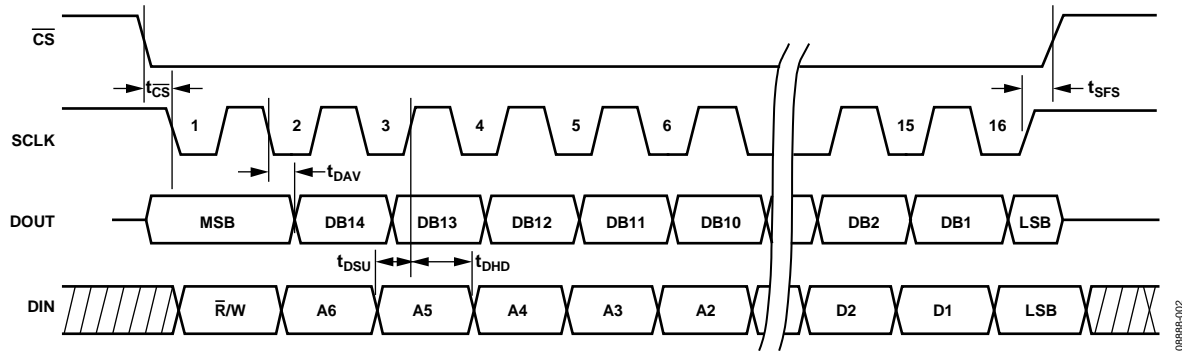 CS
tCS
tSFS
SCLK
1 2 3 4 5 6 15 16
tDAV
DOUT
MSB DB14 DB13 DB12 DB11 DB10 DB2 DB1 LSB
tDSU tDHD
DIN
R/W A6 A5 A4 A3 A2 D2 D1 LSB
08888-002